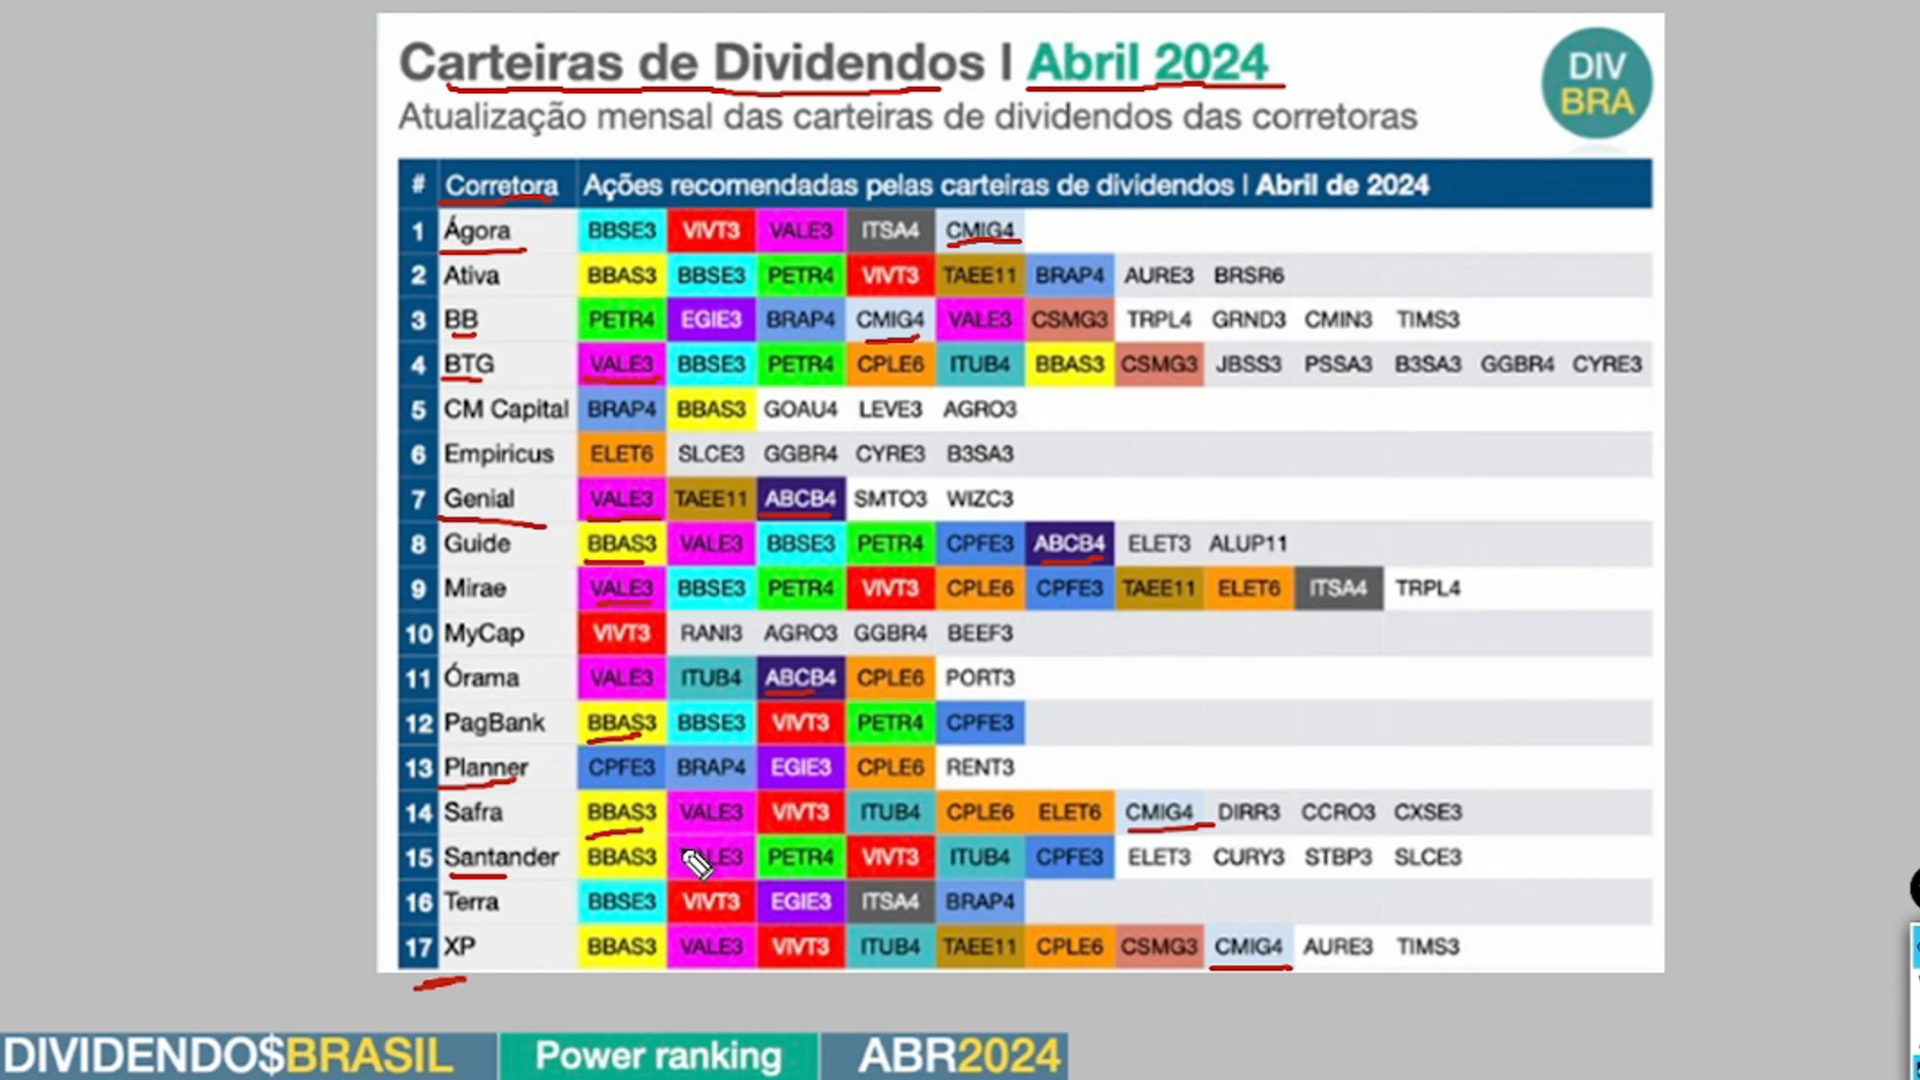 Carteiras de Dividendos | Abril 2024
Atualização mensal das carteiras de dividendos das corretoras
DIV
BRA
# Corretora Ações recomendadas pelas carteiras de dividendos | Abril de 2024
1 Ágora BBSE3 VIVT3 VALE3 ITSA4 CMIG4
2 Ativa BBAS3 BBSE3 PETR4 VIVT3 TAEE11 BRAP4 AURE3 BRSR6
3 BB PETR4 EGIE3 BRAP4 CMIG4 VALE3 CSMG3 TRPL4 GRND3 CMIN3 TIMS3
4 BTG VALE3 BBSE3 PETR4 CPLE6 ITUB4 BBAS3 CSMG3 JBSS3 PSSA3 B3SA3 GGBR4 CYRE3
5 CM Capital BRAP4 BBAS3 GOAU4 LEVE3 AGRO3
6 Empiricus ELET6 SLCE3 GGBR4 CYRE3 B3SA3
7 Genial VALE3 TAEE11 ABCB4 SMTO3 WIZC3
8 Guide BBAS3 VALE3 BBSE3 PETR4 CPFE3 ABCB4 ELET3 ALUP11
9 Mirae VALE3 BBSE3 PETR4 VIVT3 CPLE6 CPFE3 TAEE11 ELET6 ITSA4 TRPL4
10 MyCap VIVT3 RANI3 AGRO3 GGBR4 BEEF3
11 Órama VALE3 ITUB4 ABCB4 CPLE6 PORT3
12 PagBank BBAS3 BBSE3 VIVT3 PETR4 CPFE3
13 Planner CPFE3 BRAP4 EGIE3 CPLE6 RENT3
14 Safra BBAS3 VALE3 VIVT3 ITUB4 CPLE6 ELET6 CMIG4 DIRR3 CCRO3 CXSE3
15 Santander BBAS3 VALE3 PETR4 VIVT3 ITUB4 CPFE3 ELET3 CURY3 STBP3 SLCE3
16 Terra BBSE3 VIVT3 EGIE3 ITSA4 BRAP4
17 XP BBAS3 VALE3 VIVT3 ITUB4 TAEE11 CPLE6 CSMG3 CMIG4 AURE3 TIMS3
DIVIDENDO$BRASIL Power ranking ABR2024